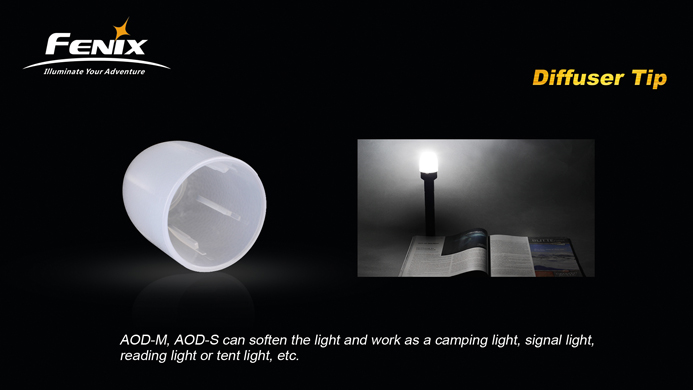 FENIX
Illuminate Your Adventure
Diffuser Tip
AOD-M, AOD-S can soften the light and work as a camping light, signal light,
reading light or tent light, etc.